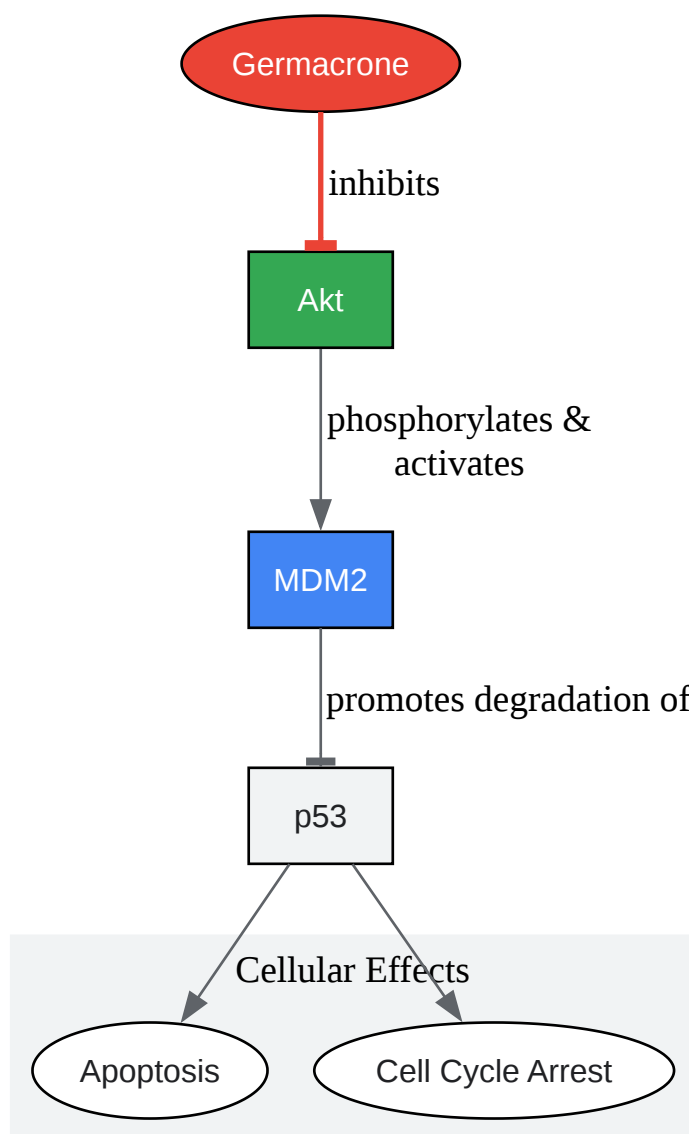 Germacrone
inhibits
Akt
phosphorylates &
activates
MDM2
promotes degradation of
p53
Cellular Effects
Apoptosis
Cell Cycle Arrest